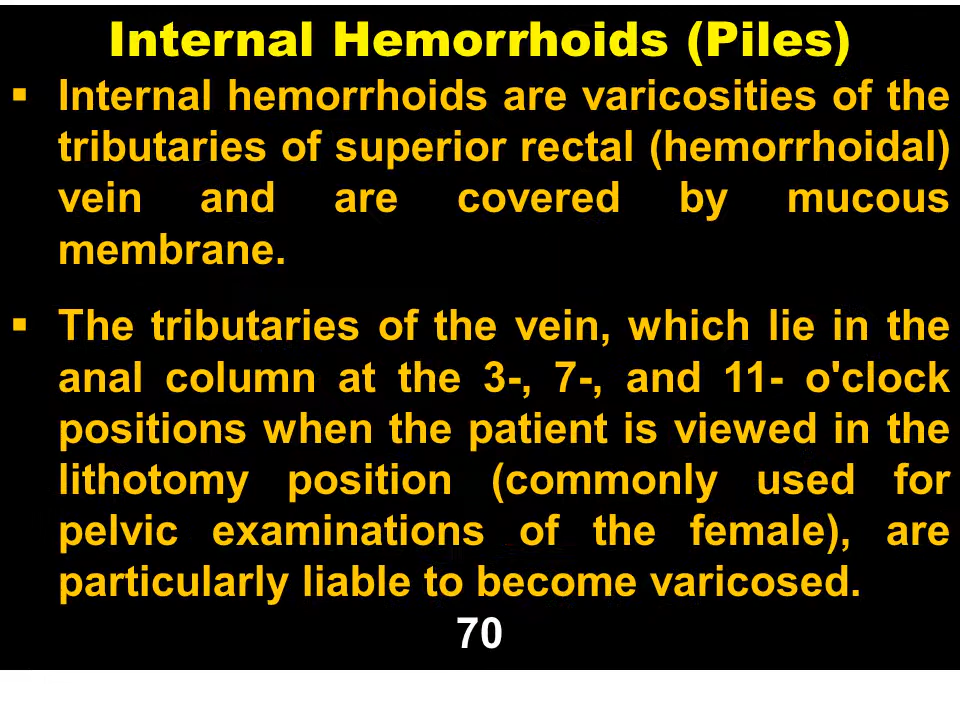 Internal Hemorrhoids (Piles)
▪ Internal hemorrhoids are varicosities of the
tributaries of superior rectal (hemorrhoidal)
vein and are covered by mucous
membrane.
▪ The tributaries of the vein, which lie in the
anal column at the 3-, 7-, and 11- o'clock
positions when the patient is viewed in the
lithotomy position (commonly used for
pelvic examinations of the female), are
particularly liable to become varicosed.
70